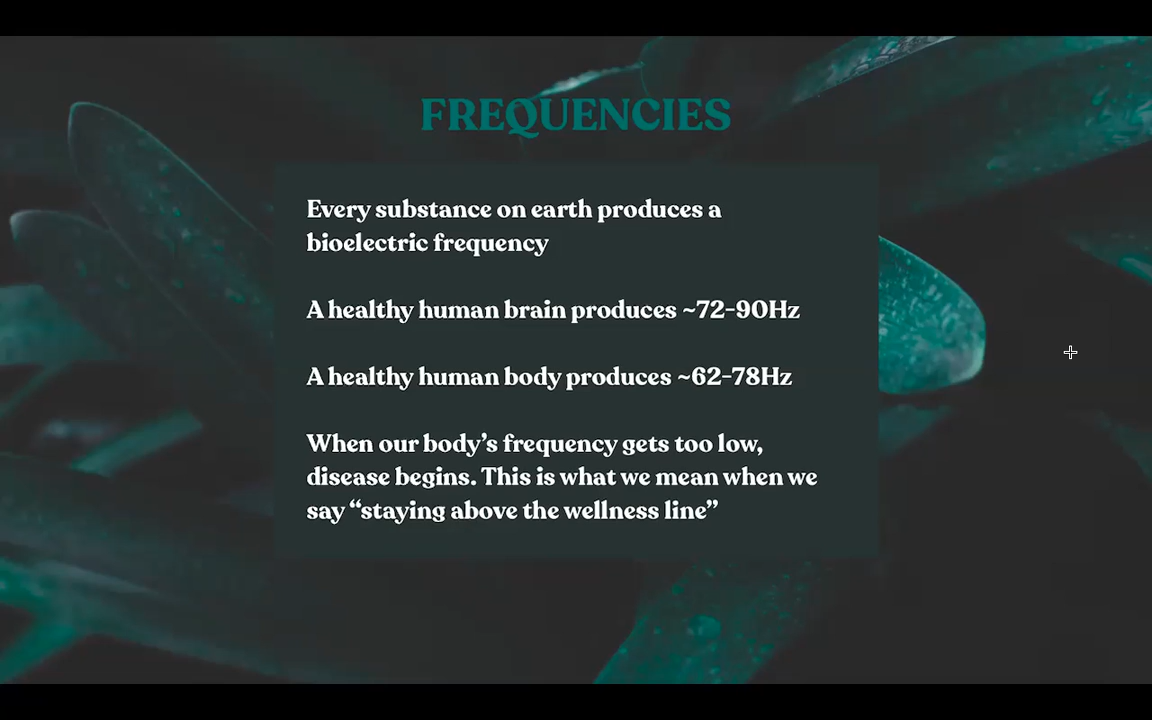 FREQUENCIES
Every substance on earth produces a
bioelectric frequency
A healthy human brain produces ~72-90Hz
A healthy human body produces ~62-78Hz
When our body’s frequency gets too low,
disease begins. This is what we mean when we
say “staying above the wellness line”